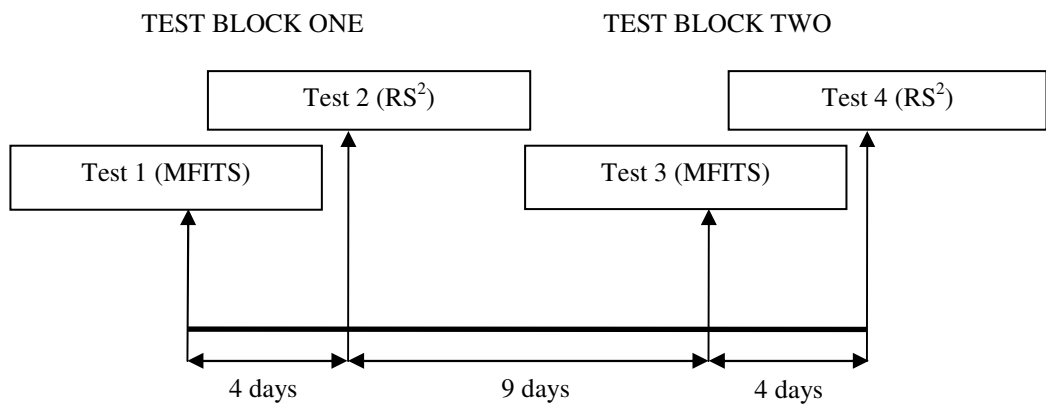 TEST BLOCK ONE
TEST BLOCK TWO
Test 2 (RS²)
Test 4 (RS²)
Test 1 (MFITS)
Test 3 (MFITS)
4 days
9 days
4 days